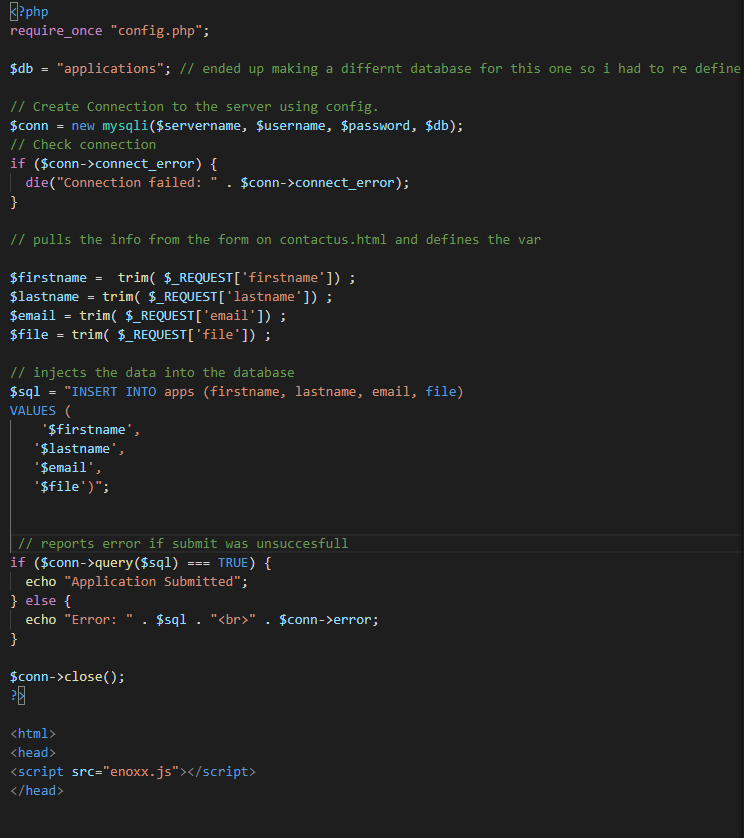 <?php
require_once "config.php";
$db = "applications"; // ended up making a differnt database for this one so i had to re define
// Create Connection to the server using config.
$conn = new mysqli($servername, $username, $password, $db);
// Check connection
if ($conn->connect_error) {
die("Connection failed: " . $conn->connect_error);
}
// pulls the info from the form on contactus.html and defines the var
$firstname =  trim( $_REQUEST['firstname']) ;
$lastname = trim( $_REQUEST['lastname']) ;
$email = trim( $_REQUEST['email']) ;
$file = trim( $_REQUEST['file']) ;
// injects the data into the database
$sql = "INSERT INTO apps (firstname, lastname, email, file)
VALUES (
'$firstname',
'$lastname',
'$email',
'$file')";
// reports error if submit was unsuccesfull
if ($conn->query($sql) === TRUE) {
echo "Application Submitted";
} else {
echo "Error: " . $sql . "<br>" . $conn->error;
}
$conn->close();
?>
<html>
<head>
<script src="enoxx.js"></script>
</head>